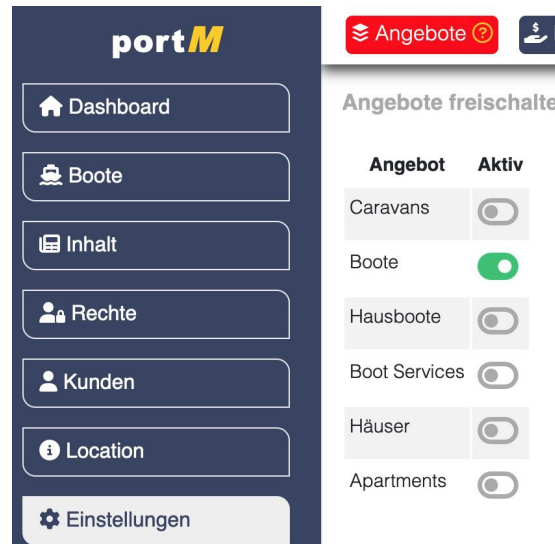 portM
Dashboard
Boote
Inhalt
Rechte
Kunden
Location
Einstellungen
Angebote ?
Angebote freischalte
Angebot Aktiv
Caravans
Boote
Hausboote
Boot Services
Häuser
Apartments